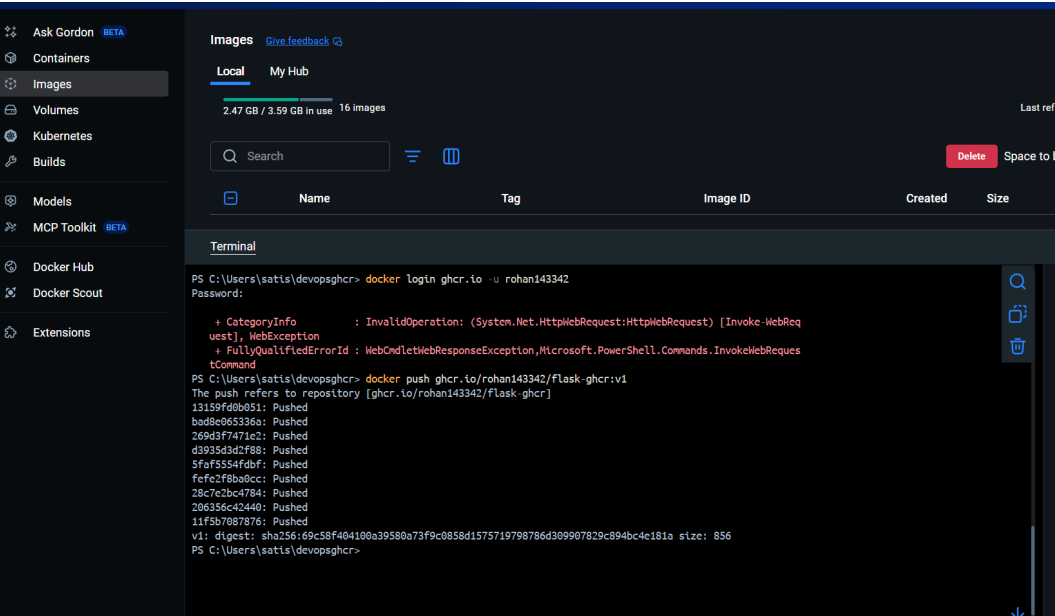 Ask Gordon BETA
Containers
Images
Volumes
Kubernetes
Builds
Models
MCP Toolkit BETA
Docker Hub
Docker Scout
Extensions
Images Give feedback
Local My Hub
2.47 GB / 3.59 GB in use 16 images
Last ref
Search
Delete Space to
Name Tag Image ID Created Size
Terminal
PS C:\Users\satis\devopsghcr> docker login ghcr.io -u rohan143342
Password:
+ CategoryInfo : InvalidOperation: (System.Net.HttpWebRequest:HttpWebRequest) [Invoke-WebReq
uest], WebException
+ FullyQualifiedErrorId : WebCmdletWebResponseException,Microsoft.PowerShell.Commands.InvokeWebReques
tCommand
PS C:\Users\satis\devopsghcr> docker push ghcr.io/rohan143342/flask-ghcr:v1
The push refers to repository [ghcr.io/rohan143342/flask-ghcr]
13159fd0b051: Pushed
bad8e065336a: Pushed
269d3f7471e2: Pushed
d3935d3d2f88: Pushed
5faf5554fdbf: Pushed
fefe2f8ba0cc: Pushed
28c7e2bc4784: Pushed
206356c42440: Pushed
11f5b7087876: Pushed
v1: digest: sha256:69c58f404100a39580a73f9c0858d1575719798786d309907829c894bc4e181a size: 856
PS C:\Users\satis\devopsghcr>